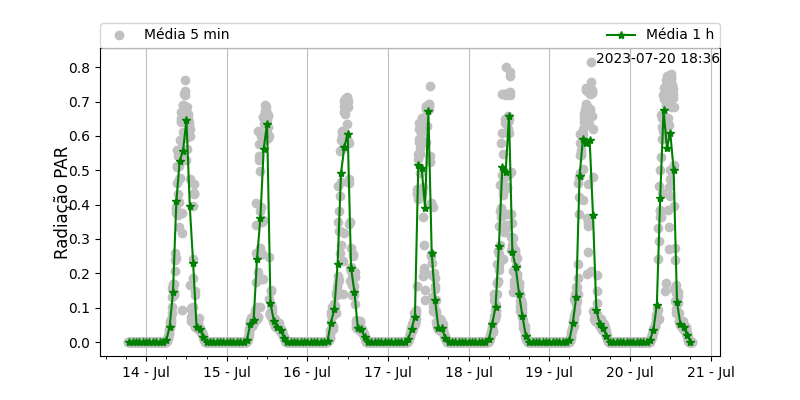 Média 5 min
Média 1 h
2023-07-20 18:36
Radiação PAR
0.8
0.7
0.6
0.5
0.4
0.3
0.2
0.1
0.0
14 - Jul
15 - Jul
16 - Jul
17 - Jul
18 - Jul
19 - Jul
20 - Jul
21 - Jul